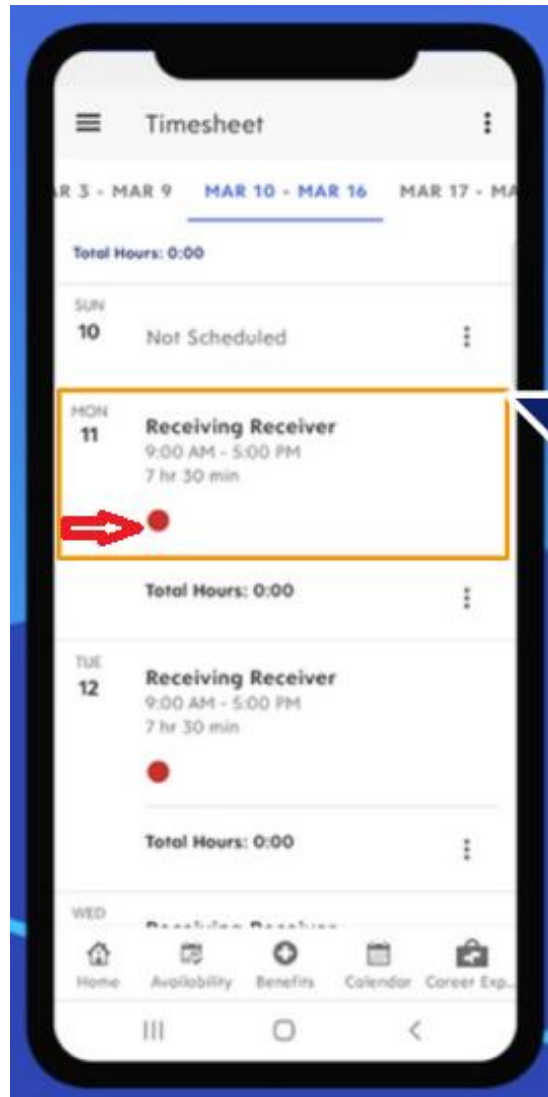 Timesheet
AR 3 - MAR 9 MAR 10 - MAR 16 MAR 17 - MA
Total Hours: 0:00
SUN
10
Not Scheduled
MON
11
Receiving Receiver
9:00 AM - 5:00 PM
7 hr 30 min
Total Hours: 0:00
TUE
12
Receiving Receiver
9:00 AM - 5:00 PM
7 hr 30 min
Total Hours: 0:00
WED
Receiving Receiver
Home Availability Benefits Calendar Career Exp...